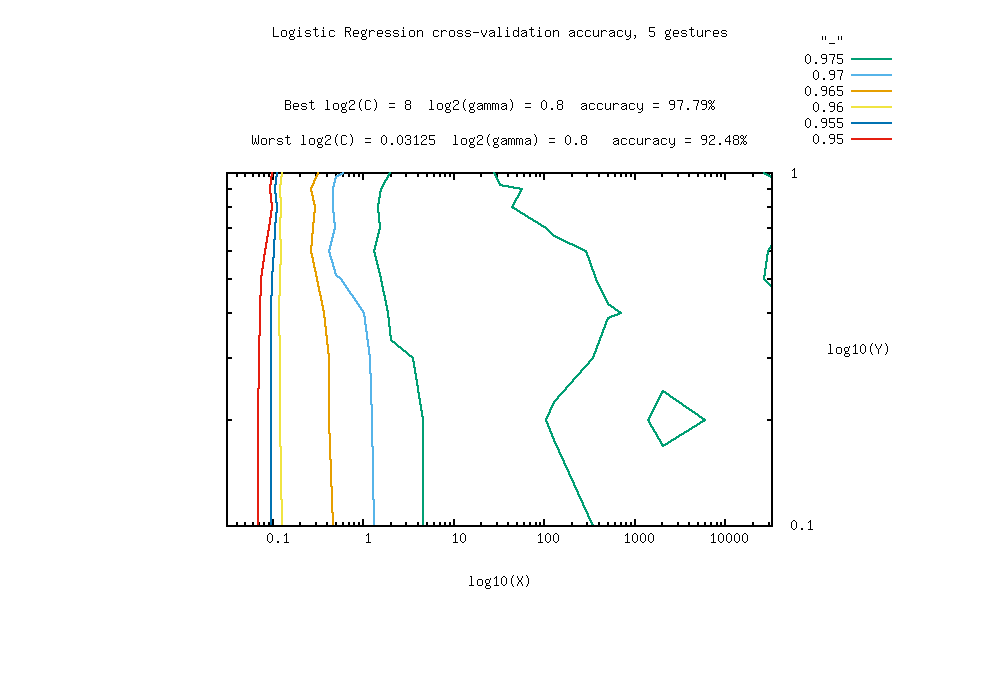 Logistic Regression cross-validation accuracy, 5 gestures
"_"
0.975
0.97
0.965
0.96
0.955
0.95
Best log2(C) = 8  log2(gamma) = 0.8  accuracy = 97.79%
Worst log2(C) = 0.03125  log2(gamma) = 0.8   accuracy = 92.48%
1
log10(Y)
0.1
0.1 1 10 100 1000 10000
log10(X)